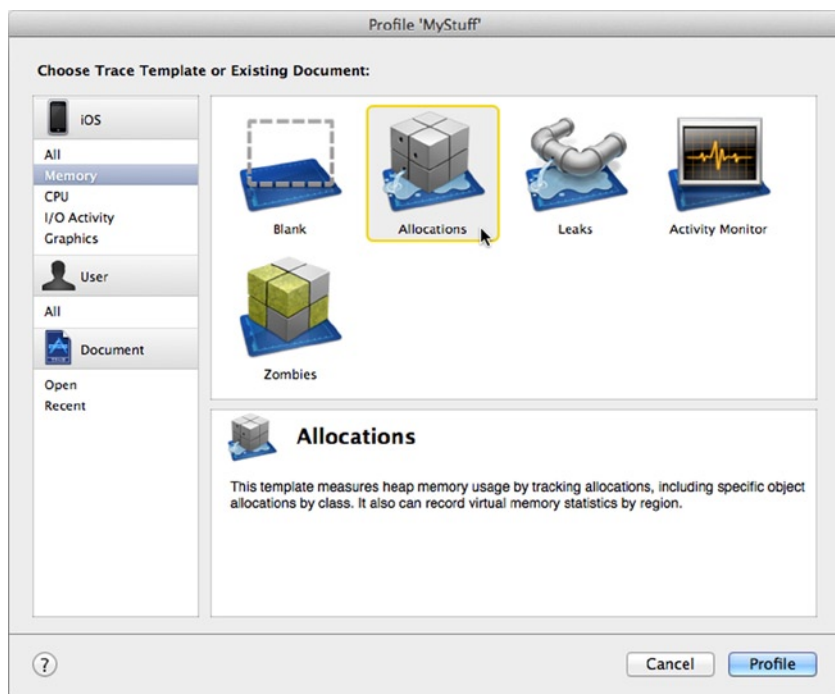 Profile 'MyStuff'
Choose Trace Template or Existing Document:
iOS
All
Memory
CPU
I/O Activity
Graphics
User
All
Document
Open
Recent
Blank
Allocations
Leaks
Activity Monitor
Zombies
Allocations
This template measures heap memory usage by tracking allocations, including specific object
allocations by class. It also can record virtual memory statistics by region.
?
Cancel
Profile